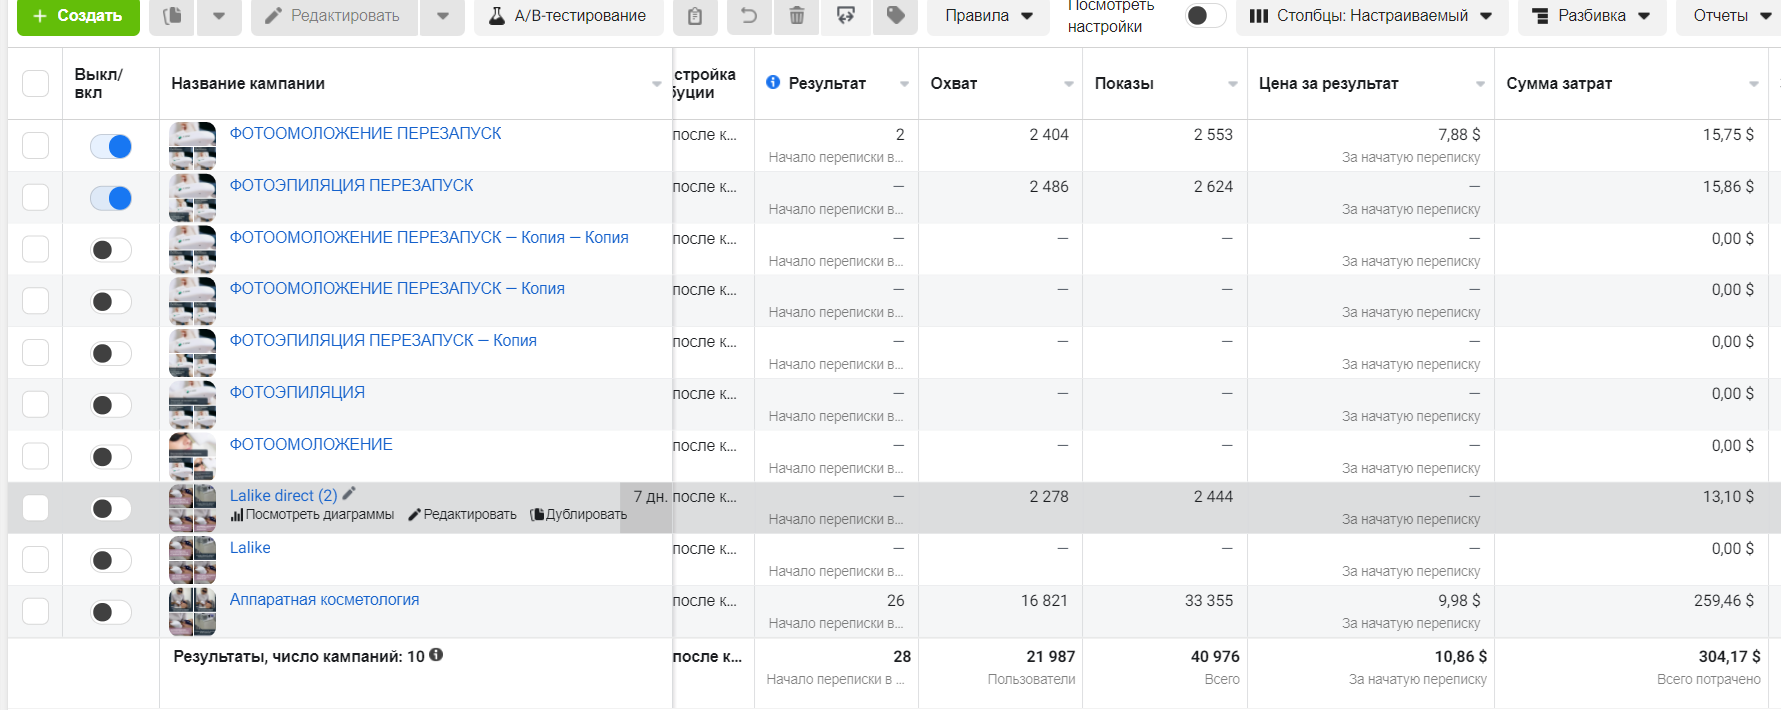 Создать
Редактировать
A/B-тестирование
Правила
Посмотреть
настройки
Столбцы: Настраиваемый
Разбивка
Отчеты
Выкл/
вкл
Название кампании
стройка
буции
Результат
Охват
Показы
Цена за результат
Сумма затрат
ФОТООМОЛОЖЕНИЕ ПЕРЕЗАПУСК
после к...
2
2 404
2 553
7,88 $
15,75 $
Начало переписки в...
За начатую переписку
ФОТОЭПИЛЯЦИЯ ПЕРЕЗАПУСК
после к...
—
2 486
2 624
—
15,86 $
Начало переписки в...
За начатую переписку
ФОТООМОЛОЖЕНИЕ ПЕРЕЗАПУСК — Копия — Копия
после к...
—
—
—
—
0,00 $
Начало переписки в...
За начатую переписку
ФОТООМОЛОЖЕНИЕ ПЕРЕЗАПУСК — Копия
после к...
—
—
—
—
0,00 $
Начало переписки в...
За начатую переписку
ФОТОЭПИЛЯЦИЯ ПЕРЕЗАПУСК — Копия
после к...
—
—
—
—
0,00 $
Начало переписки в...
За начатую переписку
ФОТОЭПИЛЯЦИЯ
после к...
—
—
—
—
0,00 $
Начало переписки в...
За начатую переписку
ФОТООМОЛОЖЕНИЕ
после к...
—
—
—
—
0,00 $
Начало переписки в...
За начатую переписку
Lalike direct (2)
7 дн. после к...
—
2 278
2 444
—
13,10 $
Посмотреть диаграммы
Редактировать
Дублировать
Начало переписки в...
За начатую переписку
Lalike
после к...
—
—
—
—
0,00 $
Начало переписки в...
За начатую переписку
Аппаратная косметология
после к...
26
16 821
33 355
9,98 $
259,46 $
Начало переписки в...
За начатую переписку
Результаты, число кампаний: 10
после к...
28
21 987
40 976
10,86 $
304,17 $
Начало переписки в ...
Пользователи
Всего
За начатую переписку
Всего потрачено